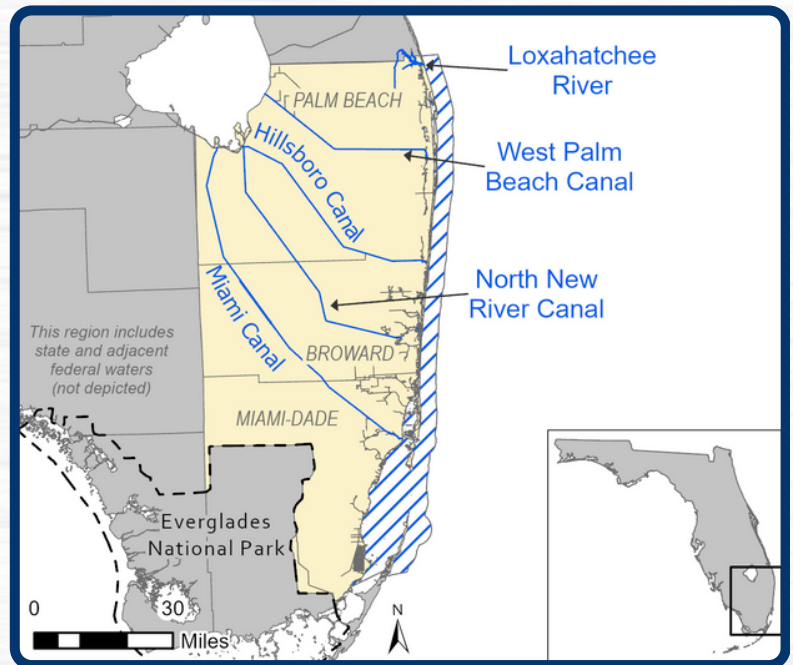 Loxahatchee
River
PALM BEACH
Hillsboro Canal
West Palm
Beach Canal
North New
River Canal
Miami Canal
This region includes
state and adjacent
federal waters
(not depicted)
BROWARD
MIAMI-DADE
Everglades
National Park
0 30
Miles
N